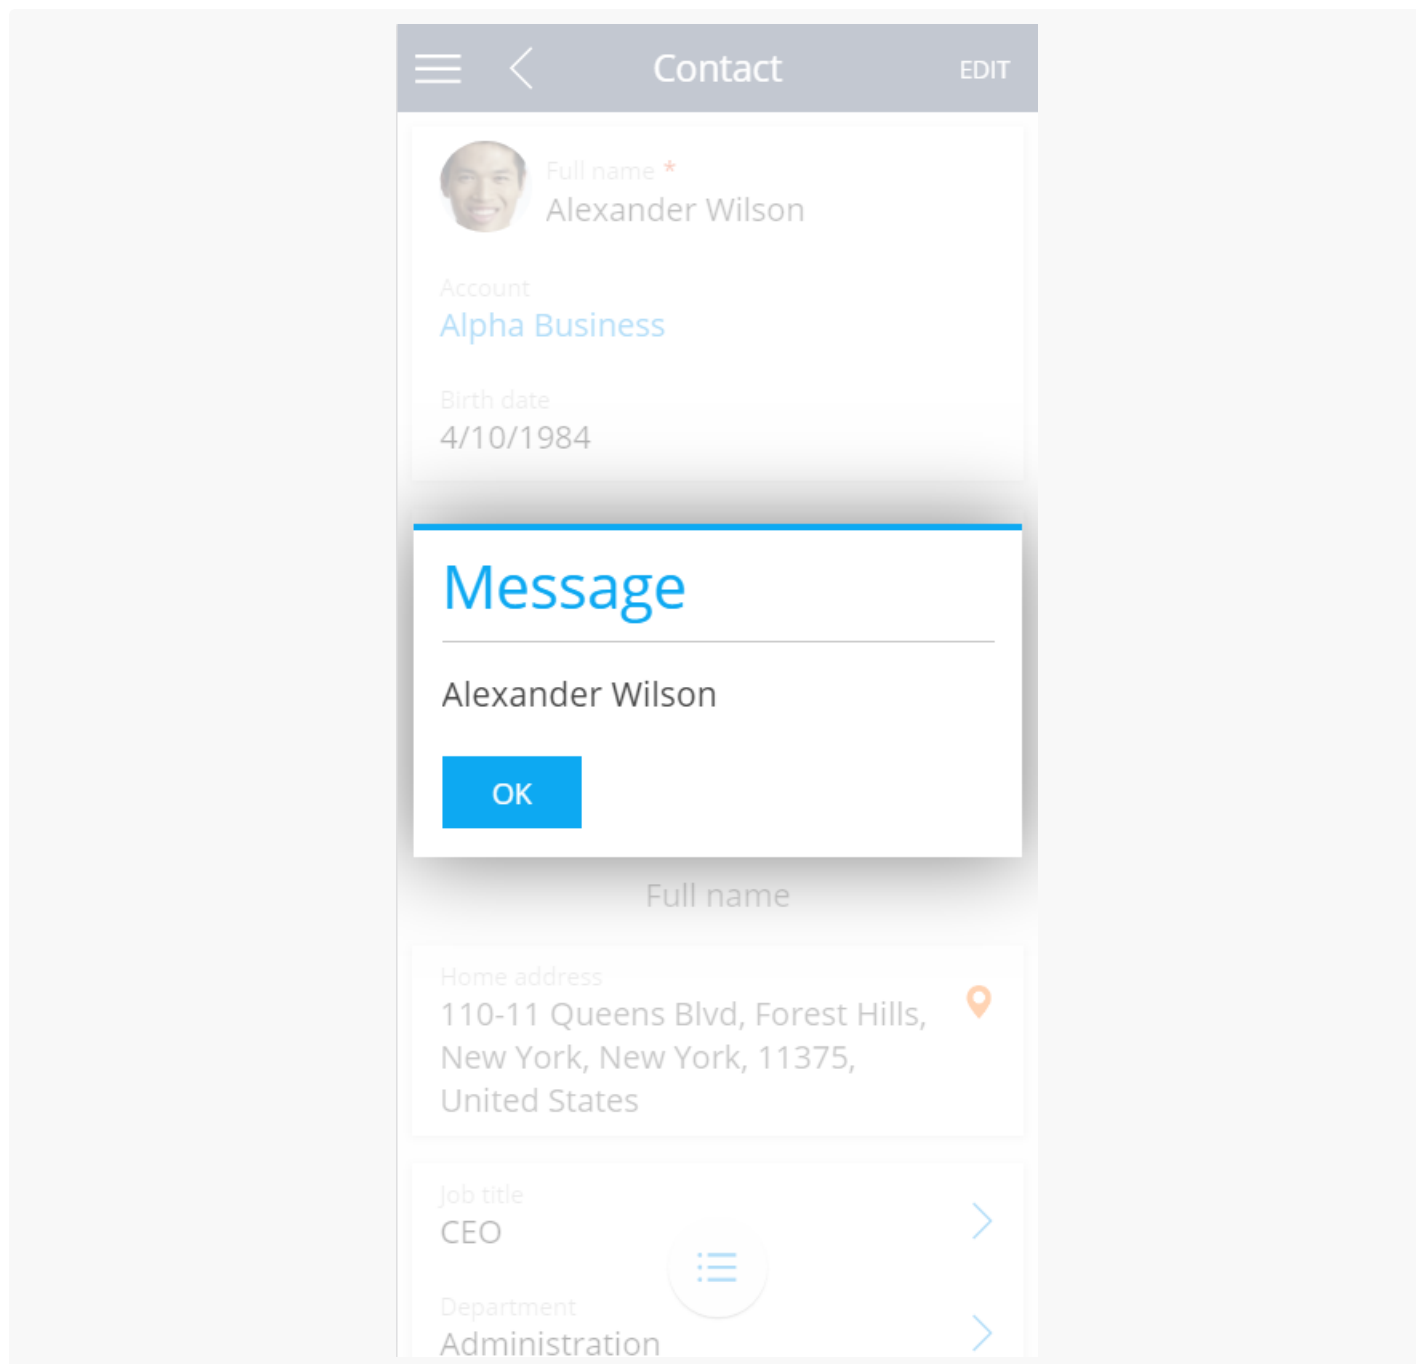 Contact
EDIT
Full name *
Alexander Wilson
Account
Alpha Business
Birth date
4/10/1984
Message
Alexander Wilson
OK
Full name
Home address
110-11 Queens Blvd, Forest Hills,
New York, New York, 11375,
United States
Job title
CEO
Department
Administration